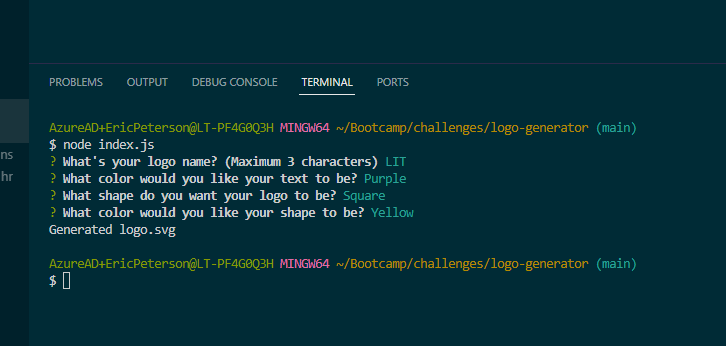 PROBLEMS OUTPUT DEBUG CONSOLE TERMINAL PORTS
AzureAD+EricPeterson@LT-PF4G0Q3H MINGW64 ~/Bootcamp/challenges/logo-generator (main)
$ node index.js
? What's your logo name? (Maximum 3 characters) LIT
? What color would you like your text to be? Purple
ns
? What shape do you want your logo to be? Square
hr
? What color would you like your shape to be? Yellow
Generated logo.svg
AzureAD+EricPeterson@LT-PF4G0Q3H MINGW64 ~/Bootcamp/challenges/logo-generator (main)
$